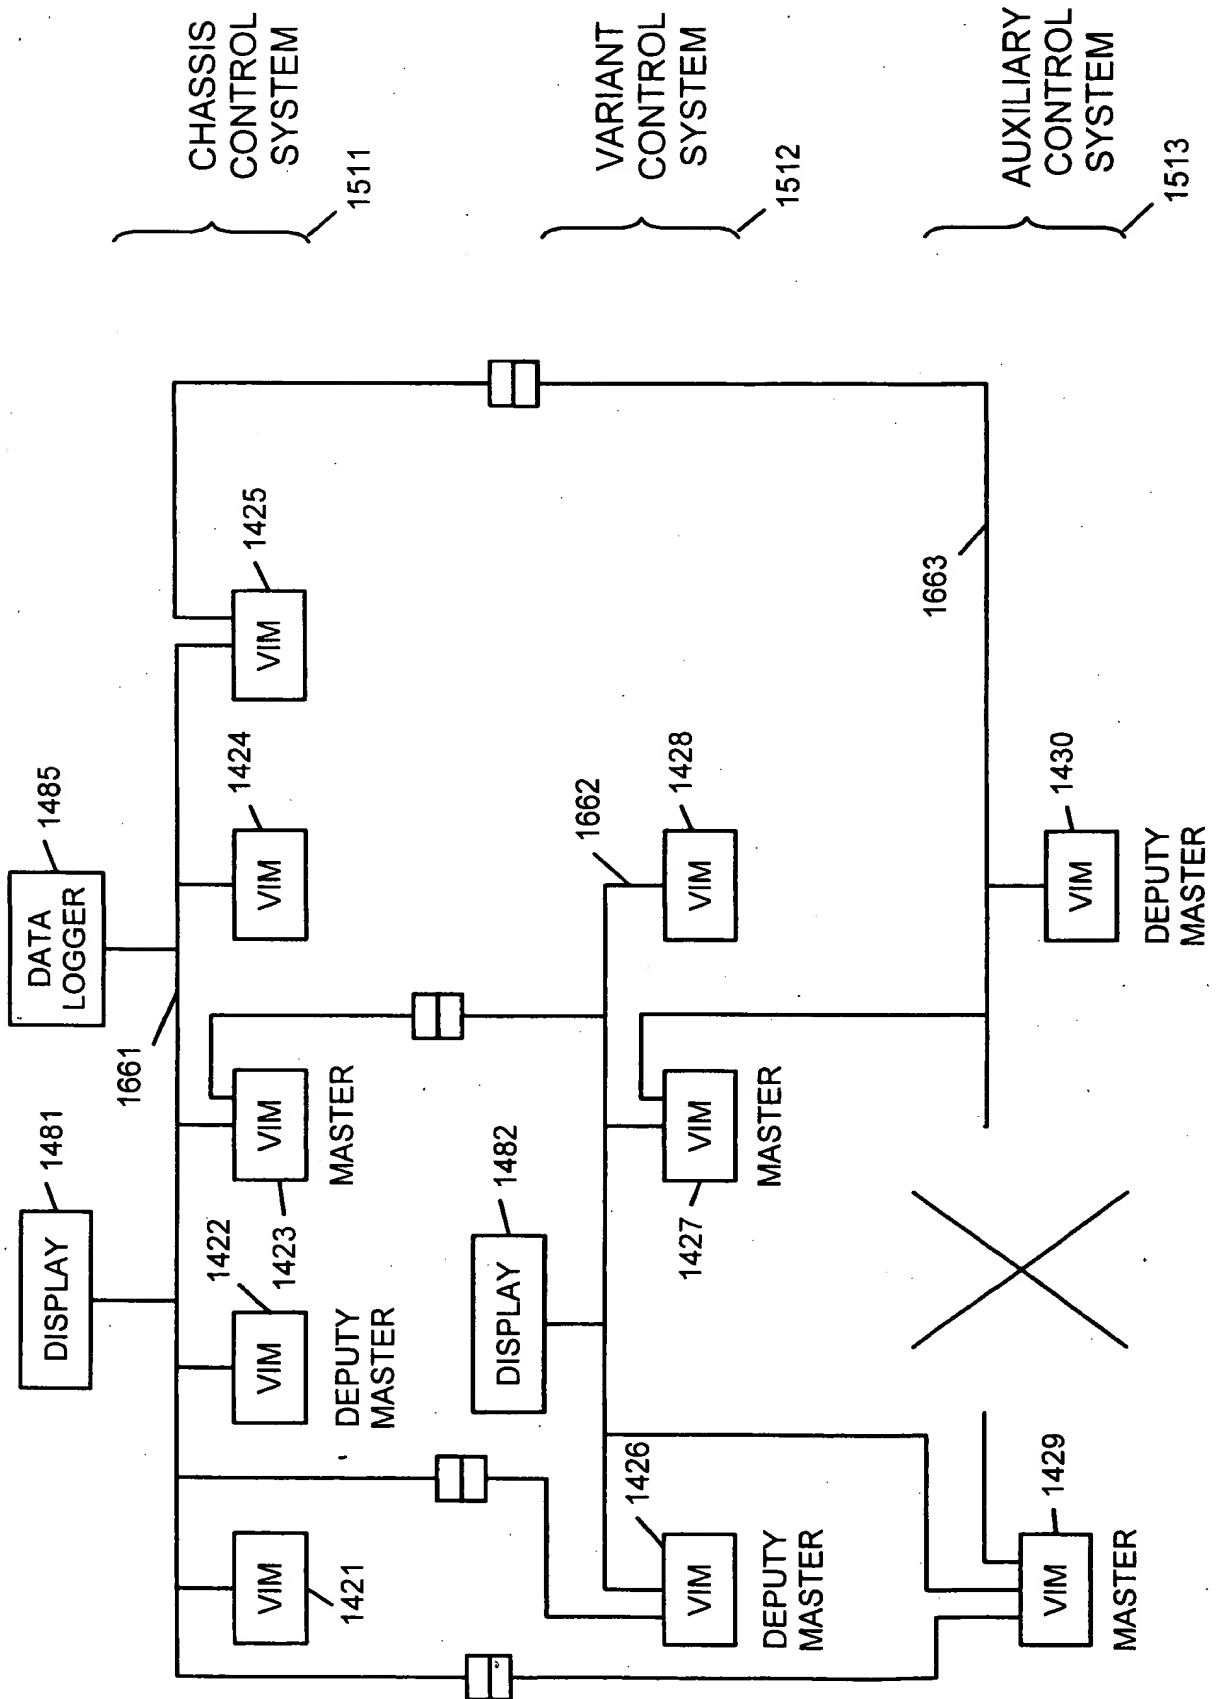 DISPLAY
1481
DATA
LOGGER
1485
1661
VIM
1421
VIM
1422
DEPUTY
MASTER
VIM
1423
MASTER
VIM
1424
VIM
1425
CHASSIS
CONTROL
SYSTEM
1511
DISPLAY
1482
VIM
1426
DEPUTY
MASTER
VIM
1427
MASTER
1662
VIM
1428
VARIANT
CONTROL
SYSTEM
1512
VIM
1429
MASTER
1663
VIM
1430
DEPUTY
MASTER
AUXILIARY
CONTROL
SYSTEM
1513